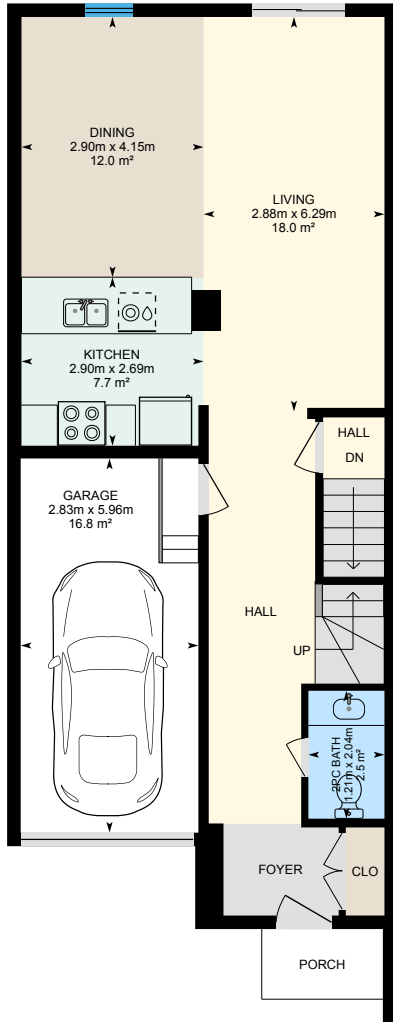 DINING
2.90m x 4.15m
12.0 m²
LIVING
2.88m x 6.29m
18.0 m²
KITCHEN
2.90m x 2.69m
7.7 m²
HALL
DN
GARAGE
2.83m x 5.96m
16.8 m²
HALL
UP
2PC BATH
1.21m x 2.04m
2.5 m²
FOYER
CLO
PORCH